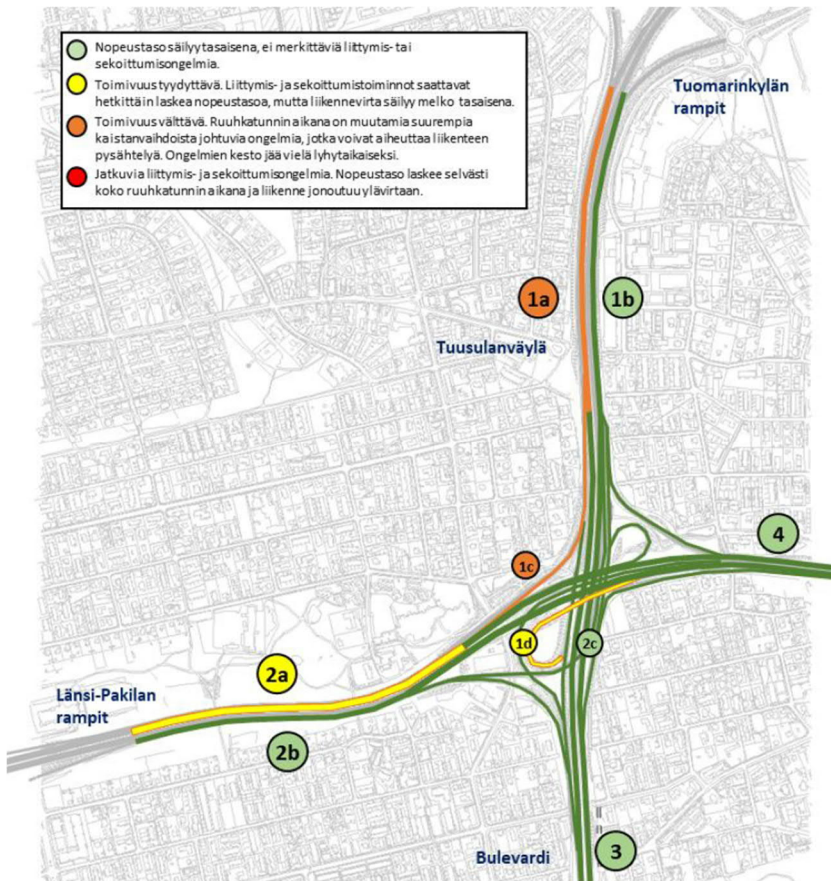 Nopeustaso säilyy tasaisena, ei merkittäviä liittymis- tai
sekoittumisongelmia.
Toimivuus tyydyttävä. Liittymis- ja sekoittumistoiminnot saattavat
hetkittäin laskea nopeustasoa, mutta liikennevirta säilyy melko tasaisena.
Toimivuus välttävä. Ruuhkatunnin aikana on muutamia suurempia
kaistanvaihdoista johtuvia ongelmia, jotka voivat aiheuttaa liikenteen
pysähtelyä. Ongelmien kesto jää vielä lyhytaikaiseksi.
Jatkuvia liittymis- ja sekoittumisongelmia. Nopeustaso laskee selvästi
koko ruuhkatunnin aikana ja liikenne jonoutuu ylävirtaan.
Tuomarinkylän
rampit
1a
1b
Tuusulanväylä
4
1c
1d
2c
2a
Länsi-Pakilan
rampit
2b
Bulevardi
3